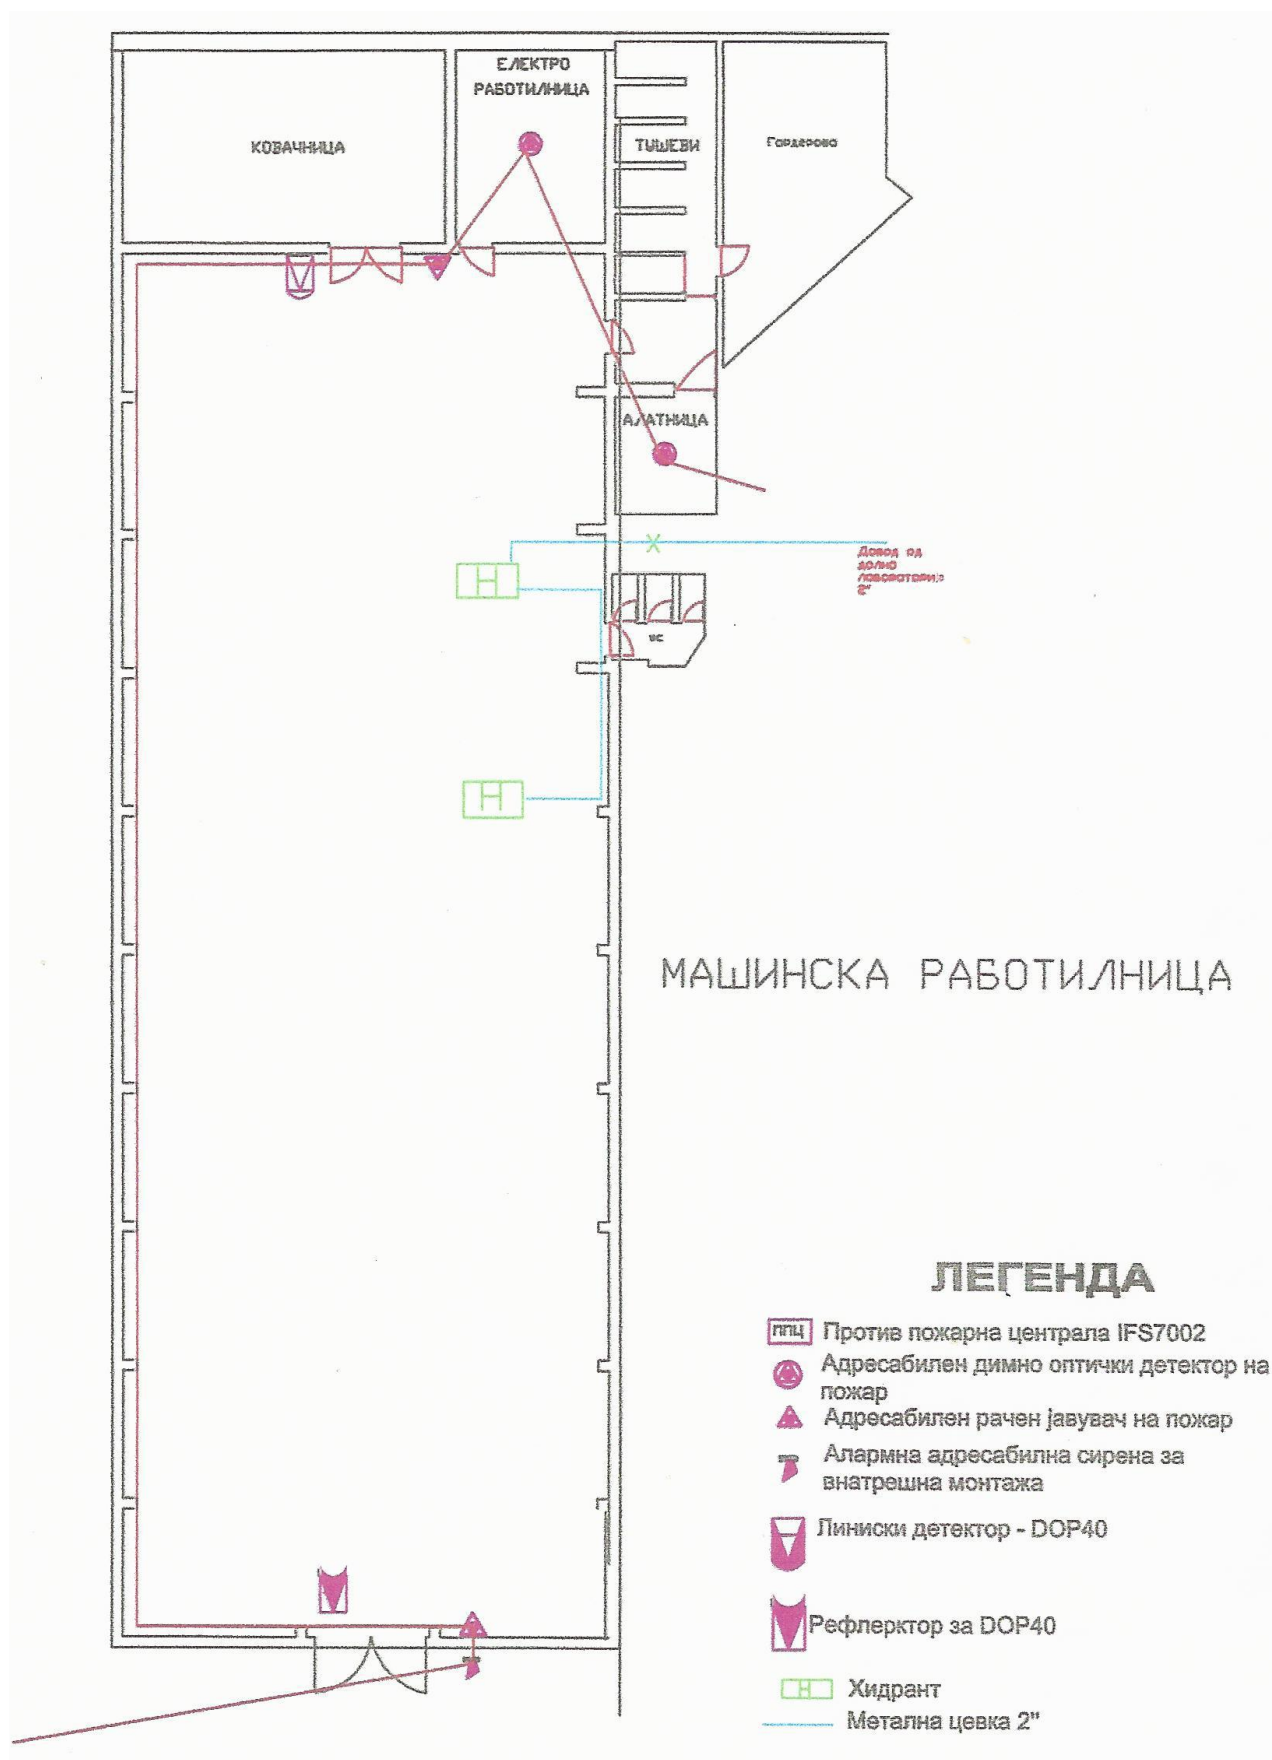 ЕЛЕКТРО
РАБОТИЛНИЦА
КОВАЧНИЦА
ТУШЕВИ
Гардерова
АЛАТНИЦА
Довод од
долно
2"
H
wc
H
МАШИНСКА РАБОТИЛНИЦА
ЛЕГЕНДА
ППЦ Против пожарна централа IFS7002
Адресабилен димно оптички детектор на
пожар
Адресабилен рачен јавувач на пожар
Алармна адресабилна сирена за
внатрешна монтажа
Линиски детектор - DOP40
Рефлерктор за DOP40
H Хидрант
Метална цевка 2"